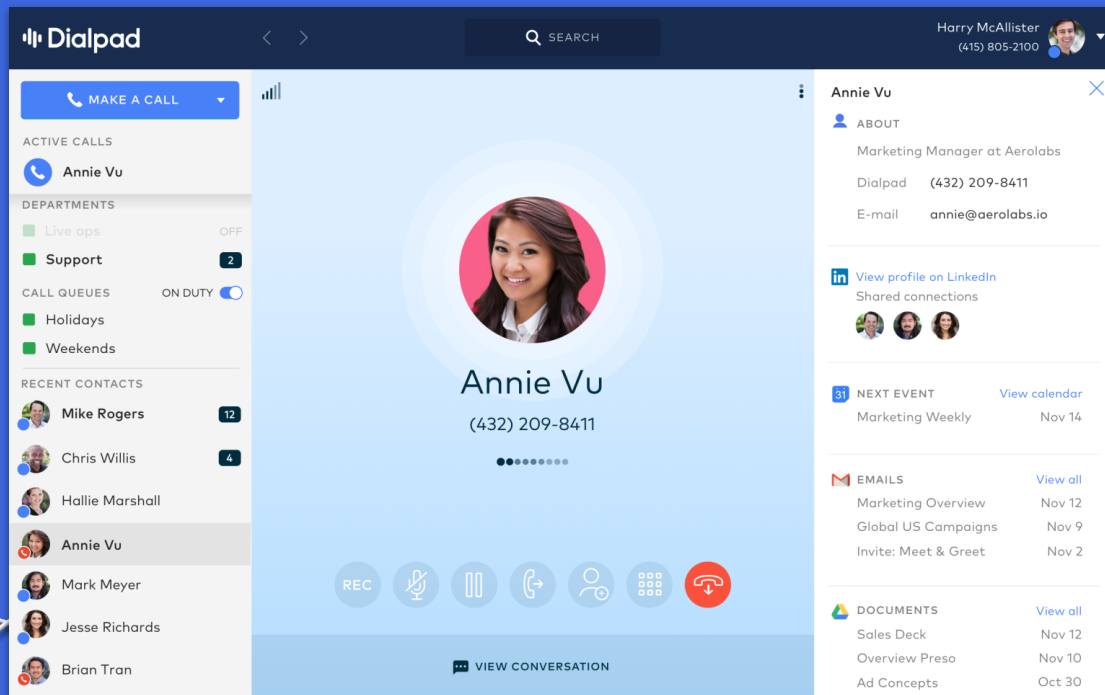 Dialpad
SEARCH
Harry McAllister
(415) 805-2100
MAKE A CALL
ACTIVE CALLS
Annie Vu
DEPARTMENTS
Live ops OFF
Support 2
CALL QUEUES ON DUTY
Holidays
Weekends
RECENT CONTACTS
Mike Rogers 12
Chris Willis 4
Hallie Marshall
Annie Vu
Mark Meyer
Jesse Richards
Brian Tran
Annie Vu
(432) 209-8411
REC
VIEW CONVERSATION
Annie Vu
ABOUT
Marketing Manager at Aerolabs
Dialpad (432) 209-8411
E-mail annie@aerolabs.io
in View profile on LinkedIn
Shared connections
31 NEXT EVENT View calendar
Marketing Weekly Nov 14
EMAILS View all
Marketing Overview Nov 12
Global US Campaigns Nov 9
Invite: Meet & Greet Nov 2
DOCUMENTS View all
Sales Deck Nov 12
Overview Preso Nov 10
Ad Concepts Oct 30